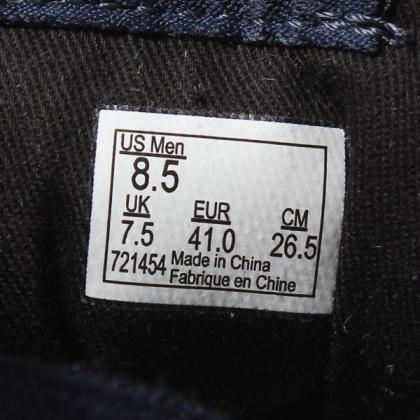 US Men
8.5
UK EUR CM
7.5 41.0 26.5
721454 Made in China
Fabrique en Chine